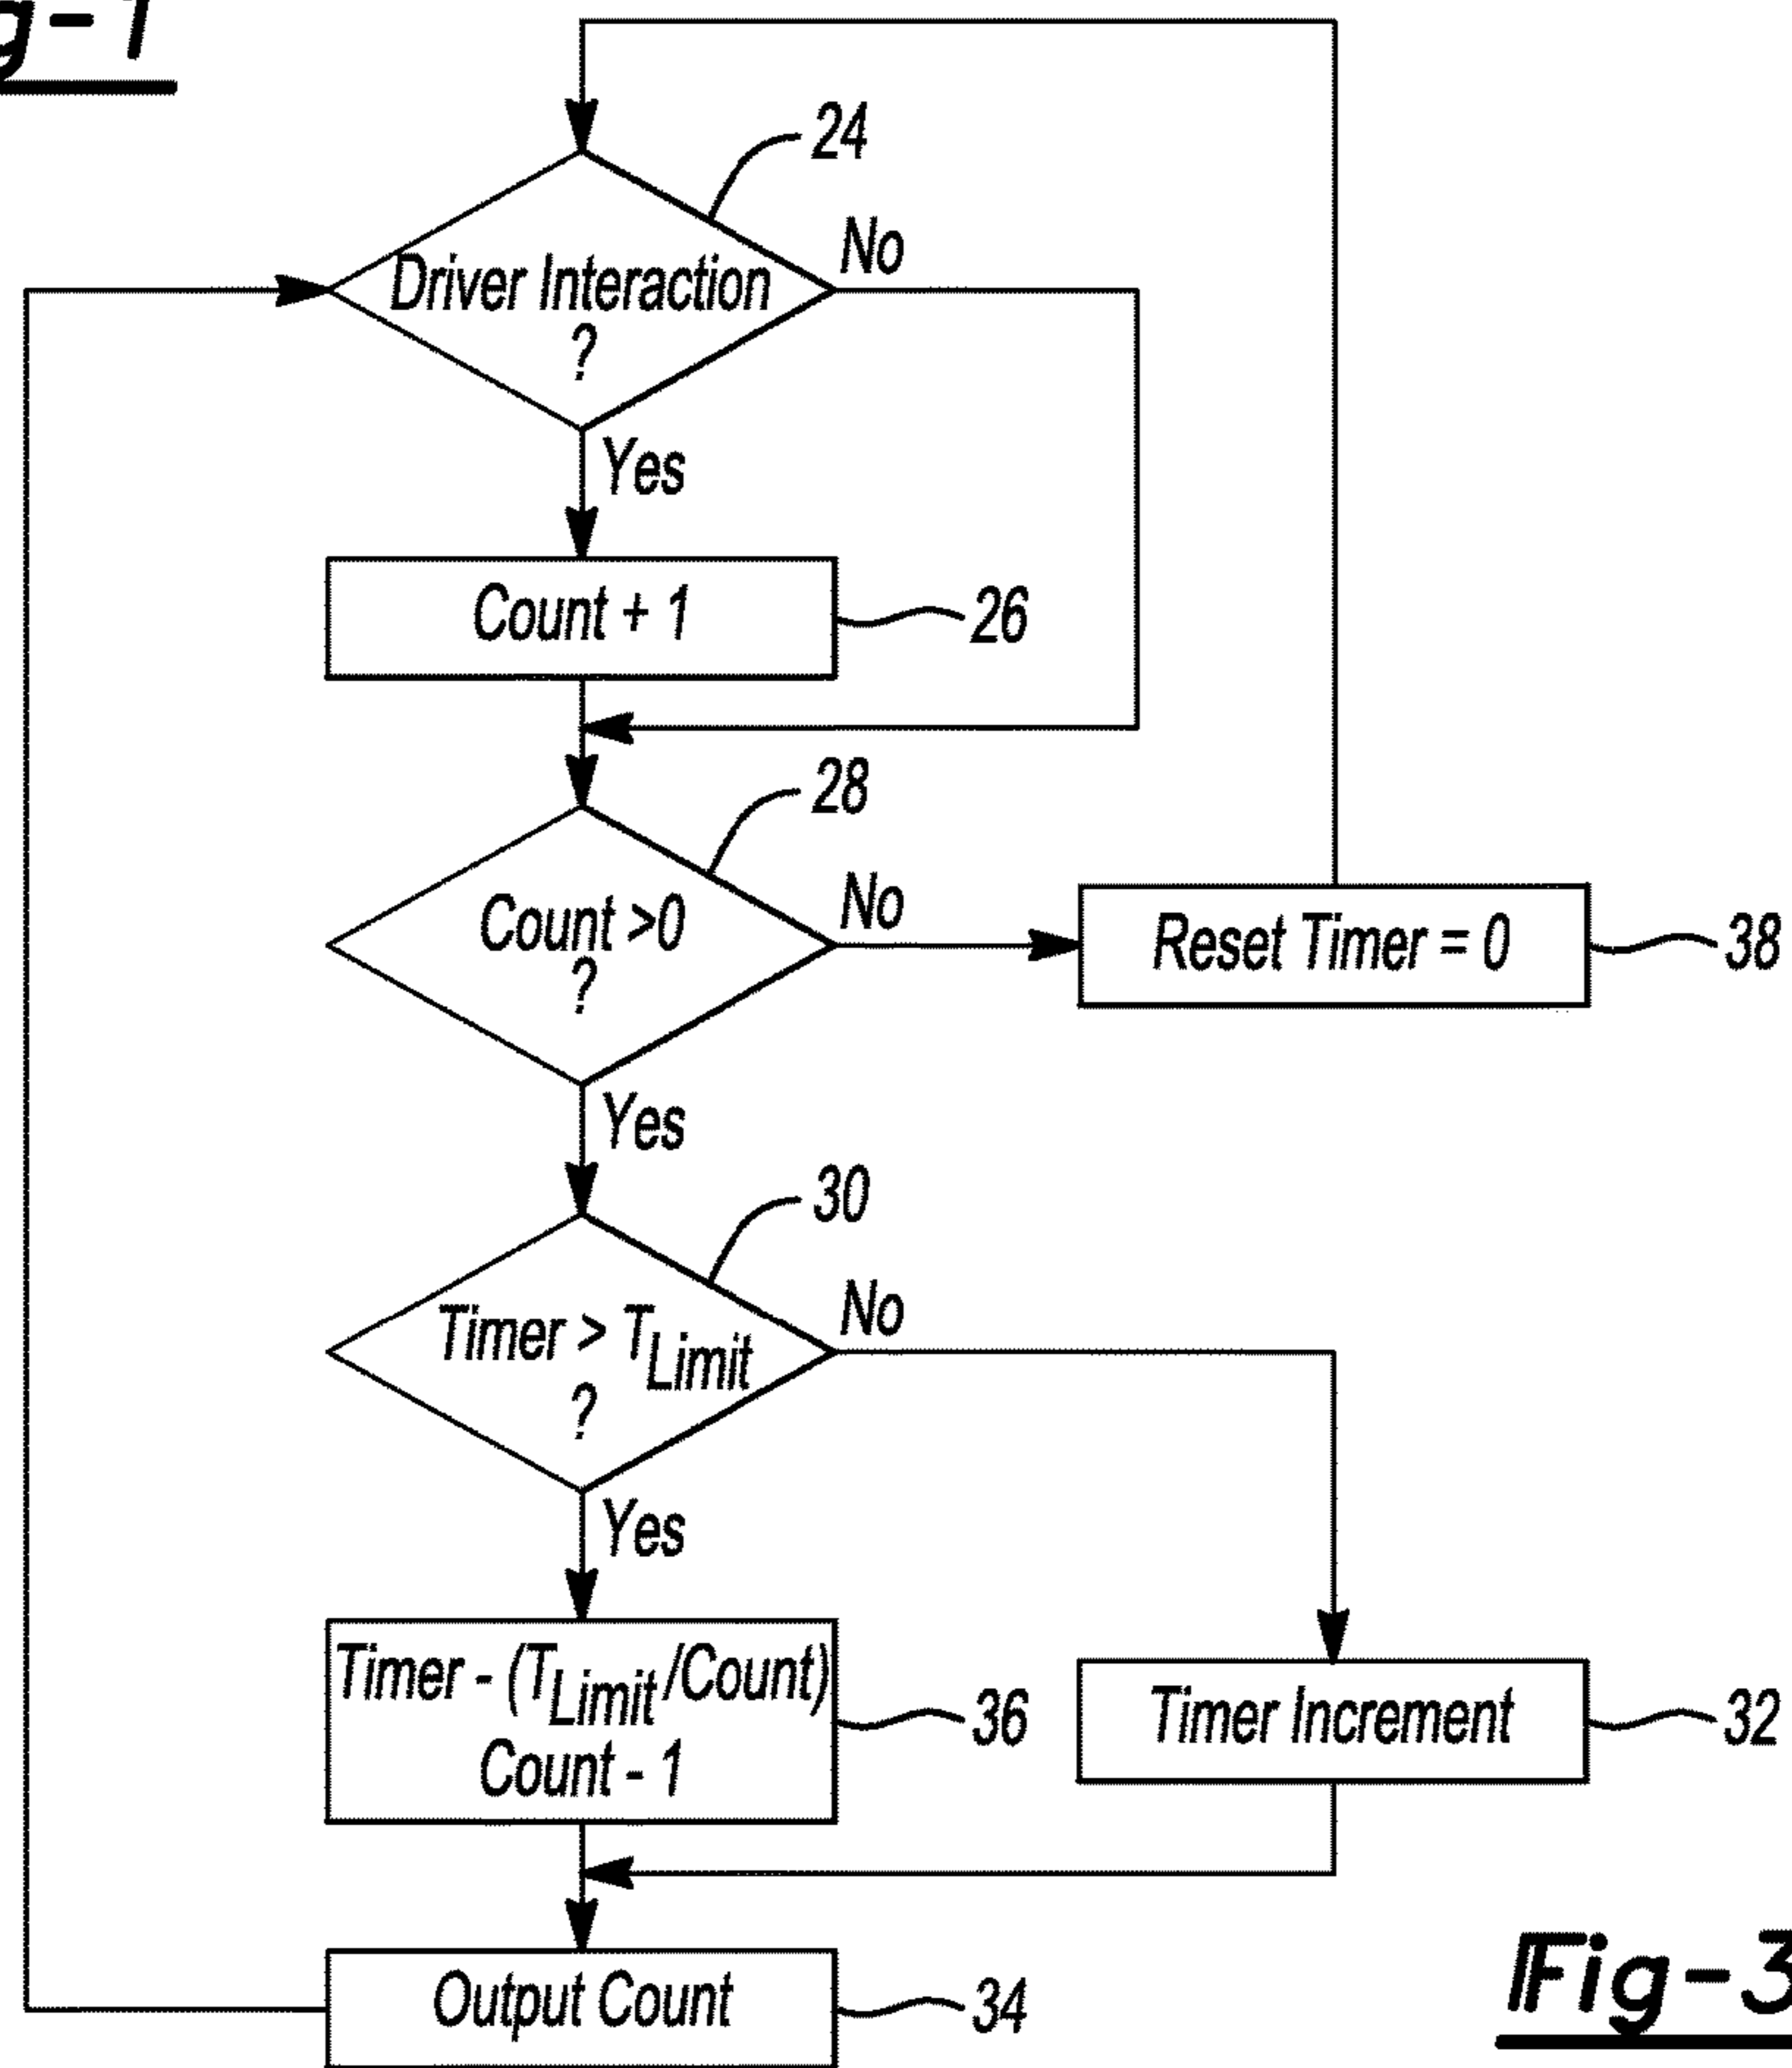 g-1
24
Driver Interaction
?
No
Yes
Count + 1
26
28
Count >0
?
No
Reset Timer = 0
38
Yes
30
Timer > TLimit
?
No
Yes
Timer - (TLimit/Count)
Count - 1
36
Timer Increment
32
Output Count
34
Fig-3